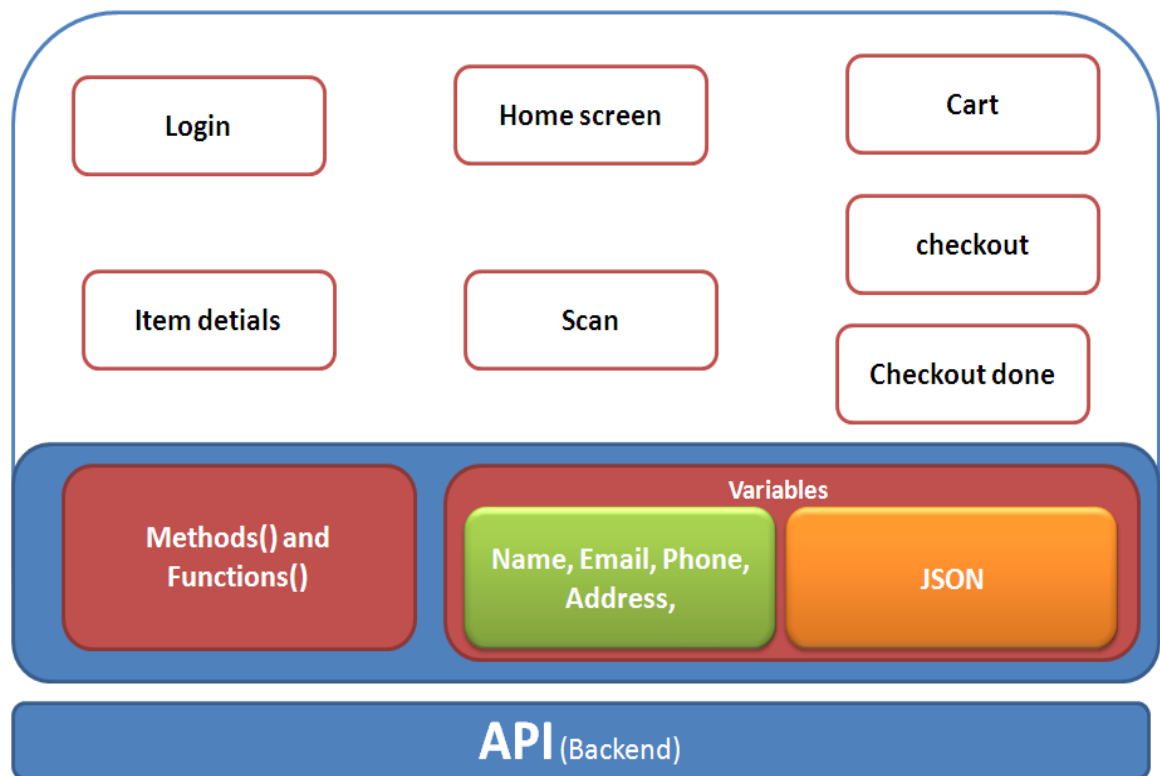 Login
Home screen
Cart
checkout
Item detials
Scan
Checkout done
Methods() and
Functions()
Variables
Name, Email, Phone,
Address,
JSON
API (Backend)